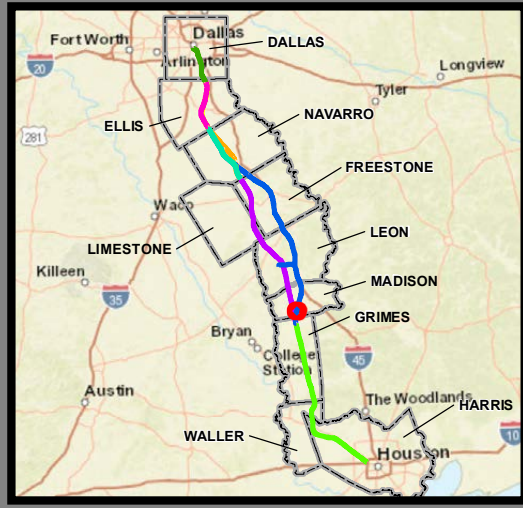 Dallas
DALLAS
Fort Worth
Arlington
Longview
20
Tyler
NAVARRO
ELLIS
281
FREESTONE
Waco
LEON
LIMESTONE
Killeen
MADISON
35
GRIMES
Bryan
College
Station
45
Austin
The Woodlands
HARRIS
WALLER
10
Houston